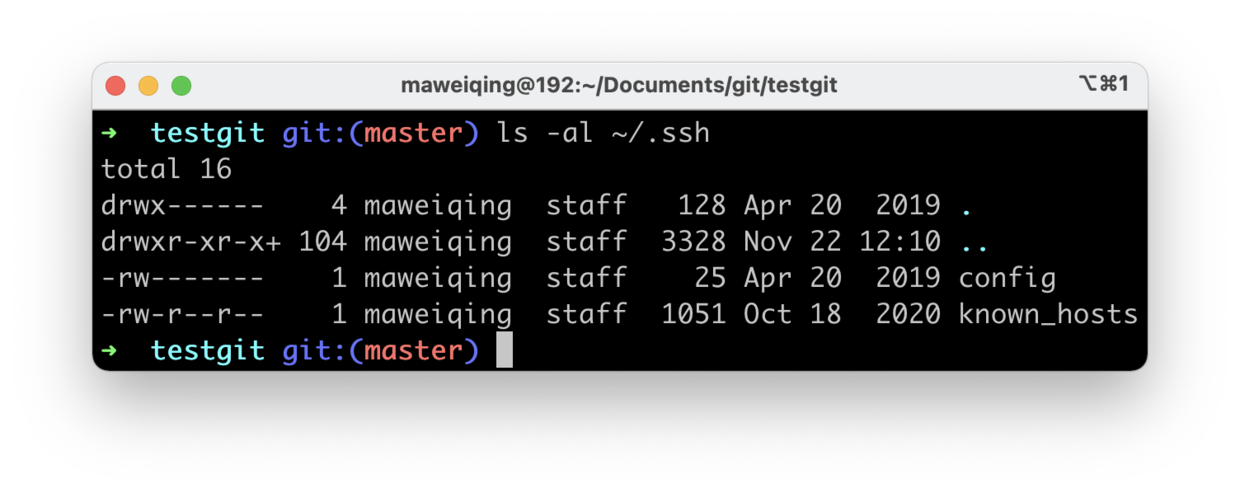 maweiqing@192:~/Documents/git/testgit ⌥⌘1
➜  testgit git:(master) ls -al ~/.ssh
total 16
drwx------    4 maweiqing  staff   128 Apr 20  2019 .
drwxr-xr-x+ 104 maweiqing  staff  3328 Nov 22 12:10 ..
-rw-------    1 maweiqing  staff    25 Apr 20  2019 config
-rw-r--r--    1 maweiqing  staff  1051 Oct 18  2020 known_hosts
➜  testgit git:(master)